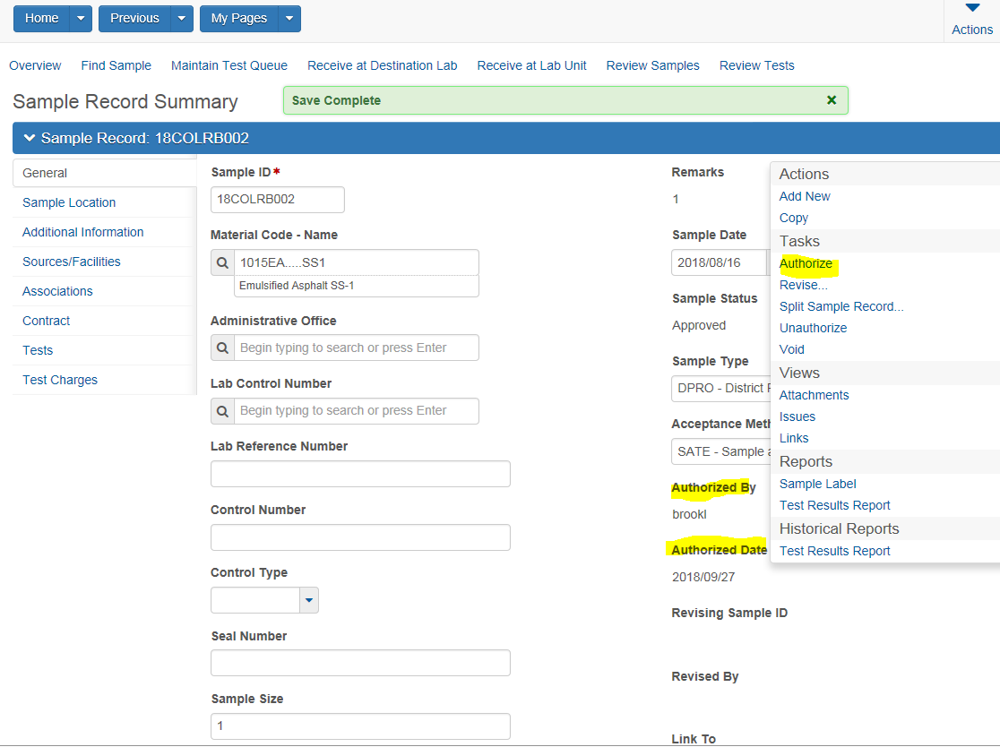 Home
Previous
My Pages
Actions
Overview
Find Sample
Maintain Test Queue
Receive at Destination Lab
Receive at Lab Unit
Review Samples
Review Tests
Sample Record Summary
Save Complete
Sample Record: 18COLRB002
General
Sample Location
Additional Information
Sources/Facilities
Associations
Contract
Tests
Test Charges
Sample ID*
18COLRB002
Material Code - Name
1015EA.....SS1
Emulsified Asphalt SS-1
Administrative Office
Begin typing to search or press Enter
Lab Control Number
Begin typing to search or press Enter
Lab Reference Number
Control Number
Control Type
Seal Number
Sample Size
1
Remarks
1
Sample Date
2018/08/16
Sample Status
Approved
Sample Type
DPRO - District
Acceptance Meth
SATE - Sample a
Authorized By
brookl
Authorized Date
2018/09/27
Revising Sample ID
Revised By
Link To
Actions
Add New
Copy
Tasks
Authorize
Revise...
Split Sample Record...
Unauthorize
Void
Views
Attachments
Issues
Links
Reports
Sample Label
Test Results Report
Historical Reports
Test Results Report